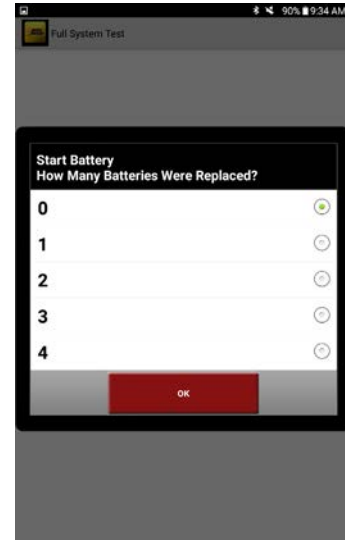 90% 9:34 AM
Full System Test
Start Battery
How Many Batteries Were Replaced?
0
1
2
3
4
OK